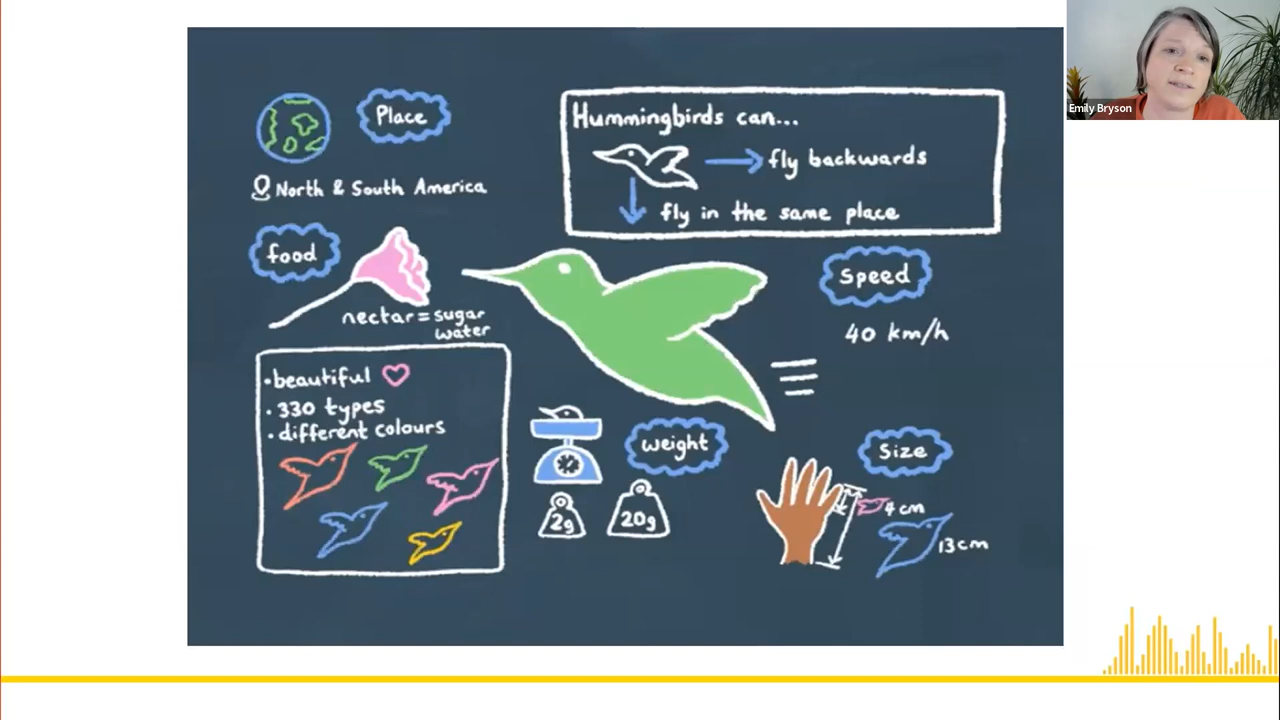 Place
North & South America
Hummingbirds can...
fly backwards
fly in the same place
food
nectar = sugar
water
Speed
40 km/h
• beautiful
• 330 types
• different colours
weight
2g
20g
Size
4 cm
13cm
Emily Bryson